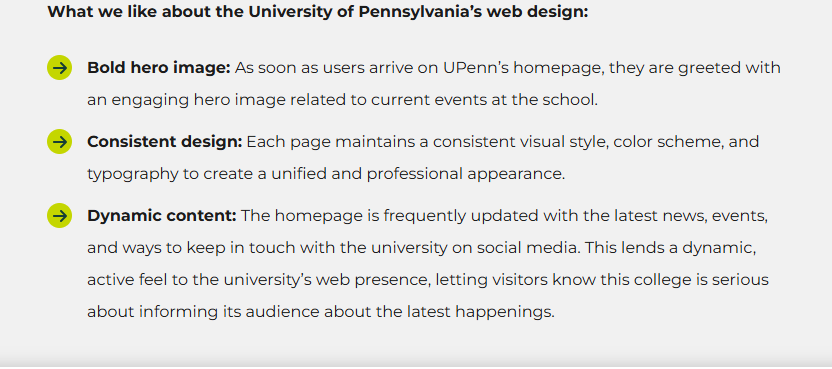 What we like about the University of Pennsylvania’s web design:
Bold hero image: As soon as users arrive on UPenn’s homepage, they are greeted with
an engaging hero image related to current events at the school.
Consistent design: Each page maintains a consistent visual style, color scheme, and
typography to create a unified and professional appearance.
Dynamic content: The homepage is frequently updated with the latest news, events,
and ways to keep in touch with the university on social media. This lends a dynamic,
active feel to the university’s web presence, letting visitors know this college is serious
about informing its audience about the latest happenings.